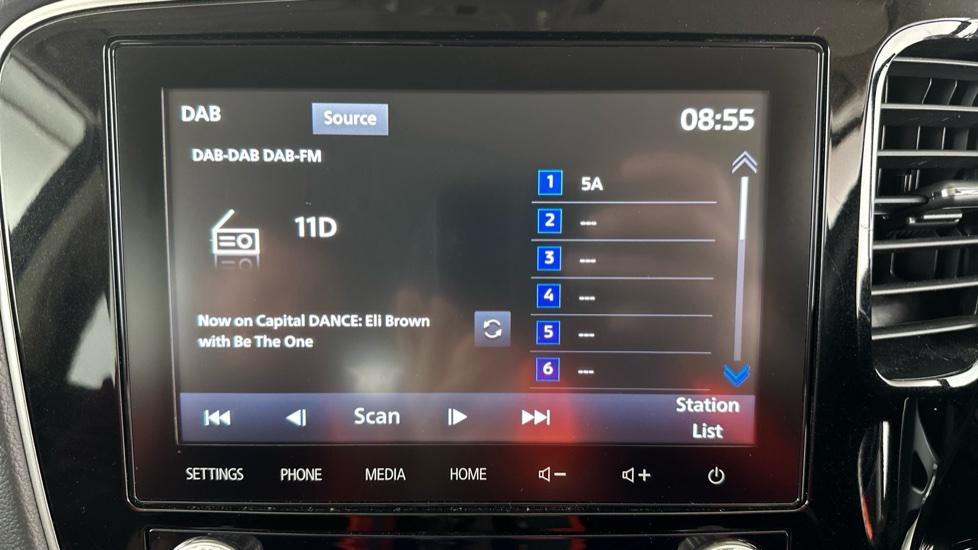 DAB Source 08:55
DAB-DAB DAB-FM
11D
1 5A
2 ---
3 ---
4 ---
5 ---
6 ---
Now on Capital DANCE: Eli Brown
with Be The One
Scan
Station
List
SETTINGS PHONE MEDIA HOME - +